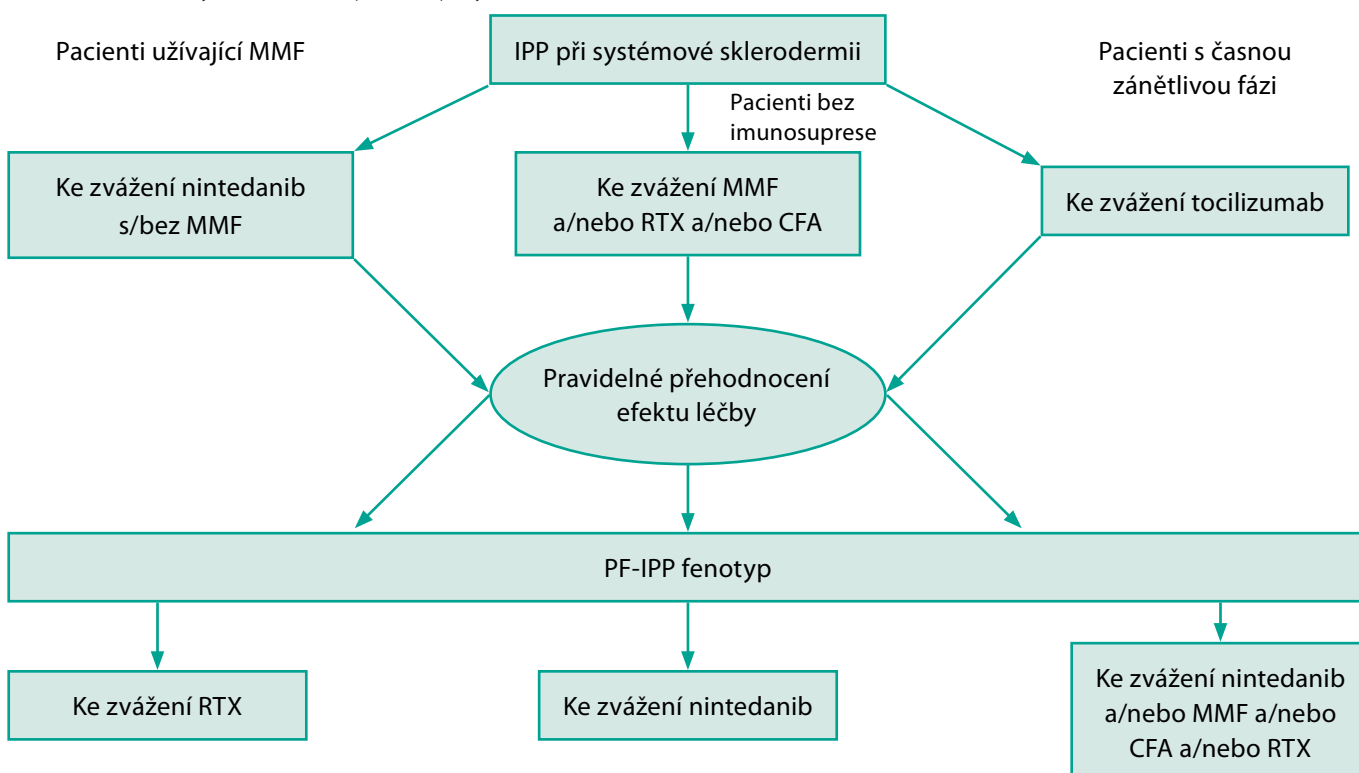 Pacienti užívající MMF
IPP při systémové sklerodermii
Pacienti s časnou
zánětlivou fázi
Pacienti bez
imunosuprese
Ke zvážení nintedanib
s/bez MMF
Ke zvážení MMF
a/nebo RTX a/nebo CFA
Ke zvážení tocilizumab
Pravidelné přehodnocení
efektu léčby
PF-IPP fenotyp
Ke zvážení RTX
Ke zvážení nintedanib
Ke zvážení nintedanib
a/nebo MMF a/nebo
CFA a/nebo RTX